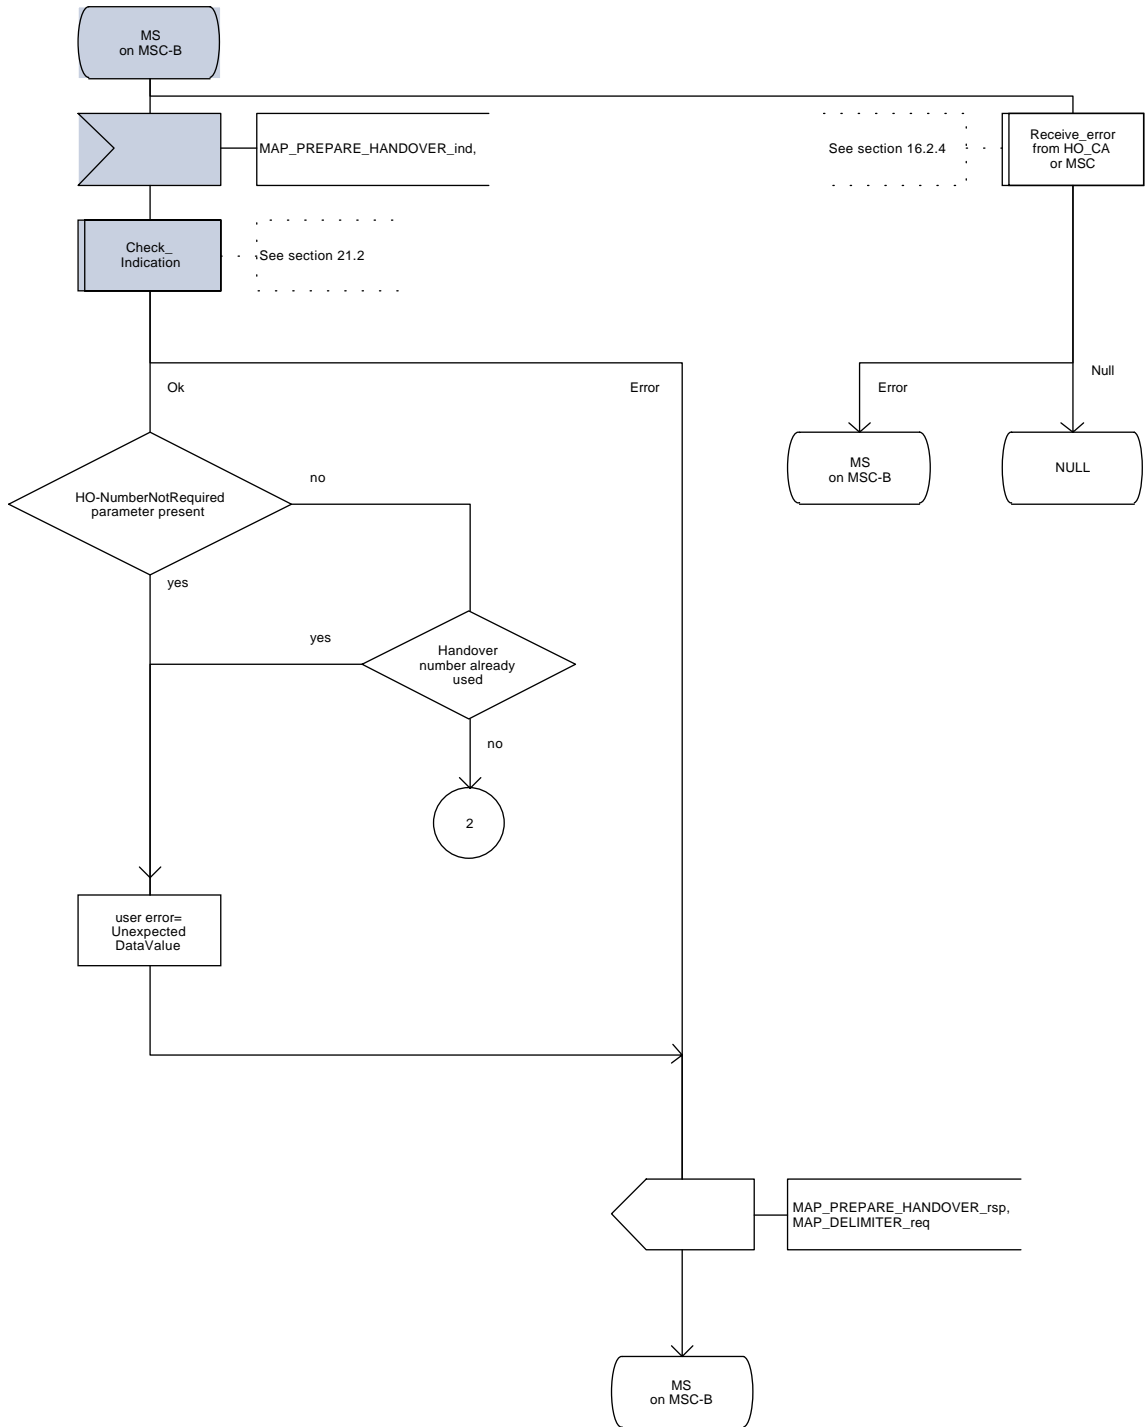 MS
on MSC-B
MAP_PREPARE_HANDOVER_ind,
See section 16.2.4
Receive_error
from HO_CA
or MSC
Check_
Indication
See section 21.2
Ok
Error
Error
Null
MS
on MSC-B
NULL
HO-NumberNotRequired
parameter present
no
yes
yes
Handover
number already
used
no
2
user error=
Unexpected
DataValue
MAP_PREPARE_HANDOVER_rsp,
MAP_DELIMITER_req
MS
on MSC-B